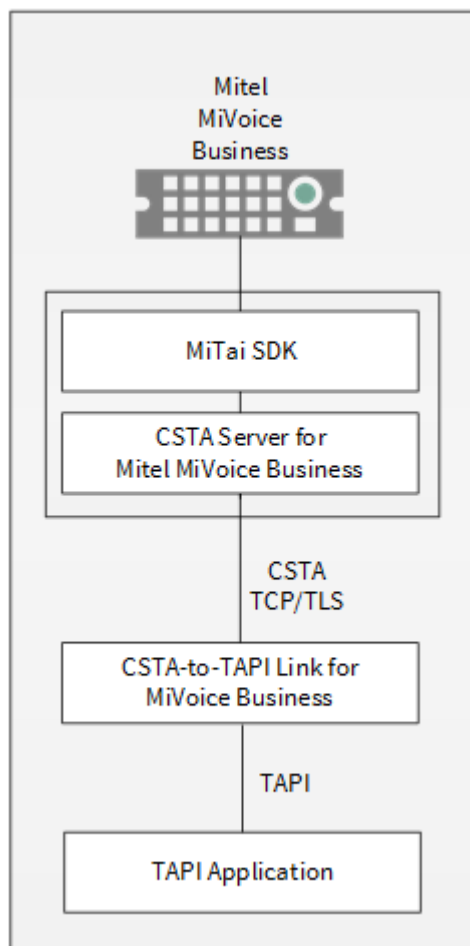 Mitel
MiVoice
Business
MiTai SDK
CSTA Server for
Mitel MiVoice Business
CSTA
TCP/TLS
CSTA-to-TAPI Link for
MiVoice Business
TAPI
TAPI Application